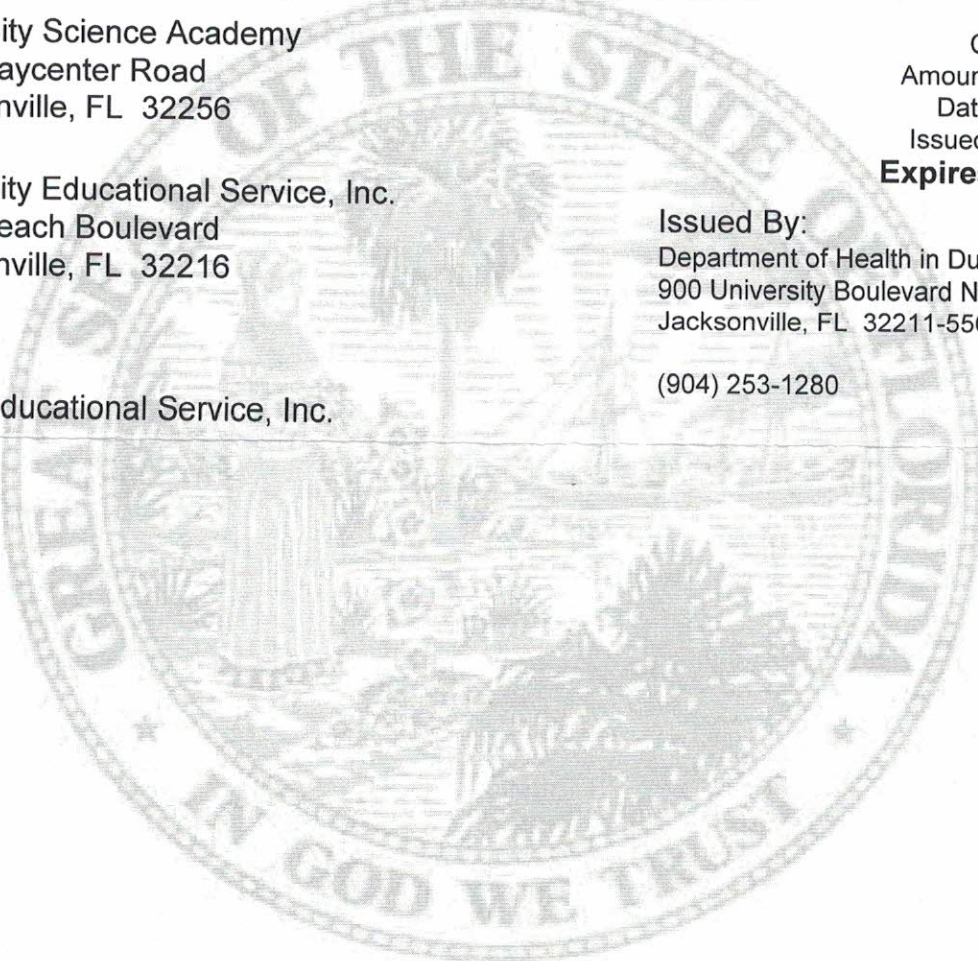 ity Science Academy
aycenter Road
nville, FL 32256
ity Educational Service, Inc.
each Boulevard
nville, FL 32216
ducational Service, Inc.
Amoun
Dat
Issued
Expire
Issued By:
Department of Health in Du
900 University Boulevard N
Jacksonville, FL 32211-55
(904) 253-1280
GREA SEAL OF THE STATE OF FLORIDA
IN GOD WE TRUST